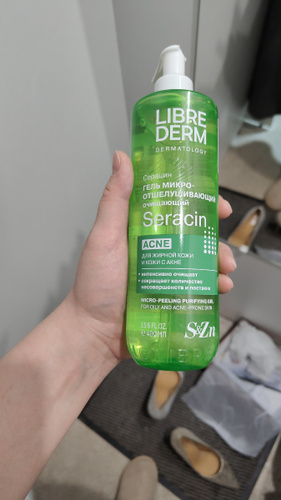 LIBRE
DERM
DERMATOLOGY
Серацин
ГЕЛЬ МИКРО-
ОТШЕЛУШИВАЮЩИЙ
очищающий
Seracin
ACNE
ДЛЯ ЖИРНОЙ КОЖИ
И КОЖИ С АКНЕ
интенсивно очищает
сокращает количество
несовершенств и постакне
MICRO-PEELING PURIFYING GEL
FOR OILY AND ACNE-PRONE SKIN
S&Zn